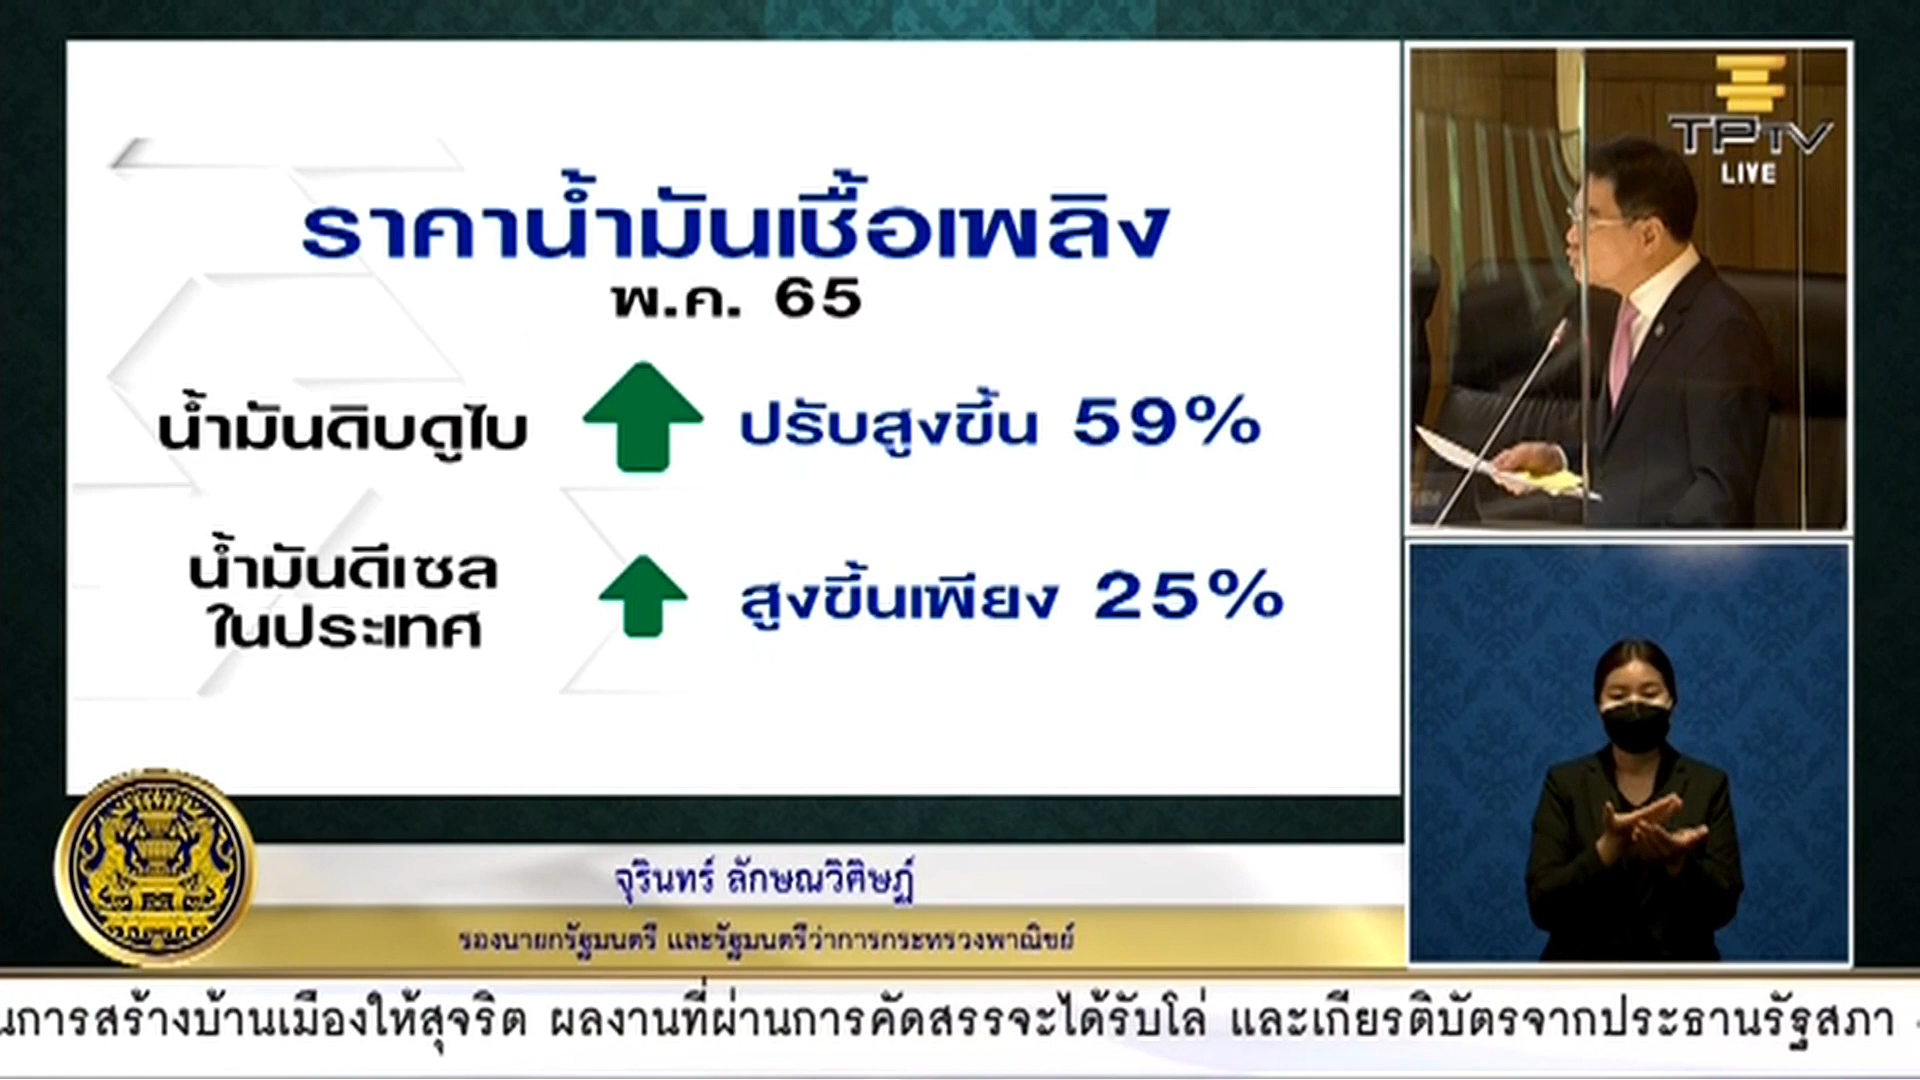 ราคาน้ำมันเชื้อเพลิง
พ.ค. 65
น้ำมันดิบดูไบ
ปรับสูงขึ้น 59%
น้ำมันดีเซล
ในประเทศ
สูงขึ้นเพียง 25%
TPTV
LIVE
จุรินทร์ ลักษณวิศิษฏ์
รองนายกรัฐมนตรี และรัฐมนตรีว่าการกระทรวงพาณิชย์
นการสร้างบ้านเมืองให้สุจริต ผลงานที่ผ่านการคัดสรรจะได้รับโล่ และเกียรติบัตรจากประธานรัฐสภา